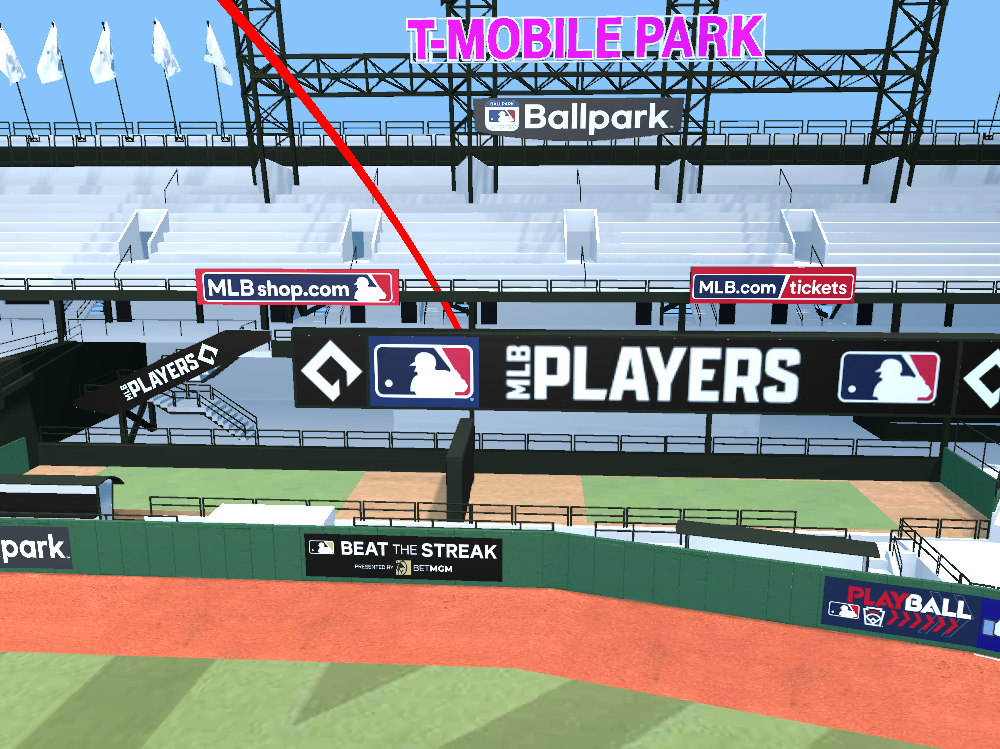 T-MOBILE PARK
BALLPARK
Ballpark.
MLBshop.com
MLB.com/tickets
MLB PLAYERS
MLB PLAYERS
park.
BEAT THE STREAK
PRESENTED BY BETMGM
PLAY BALL